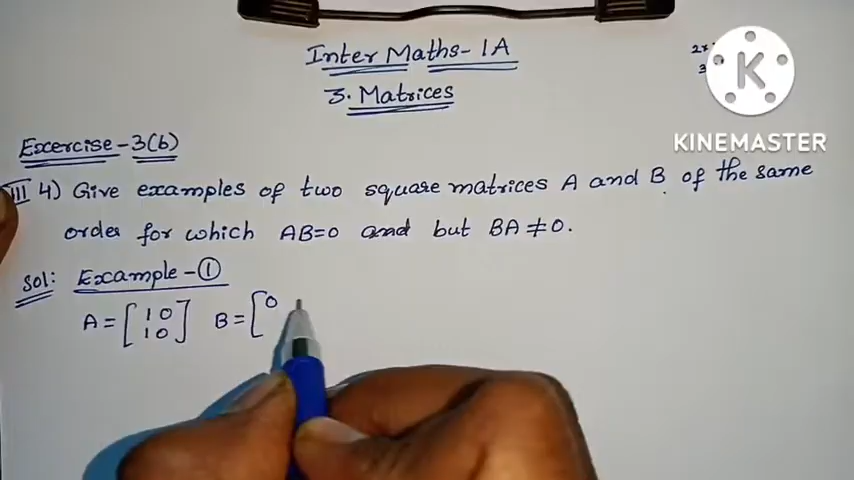 Inter Maths-1A
3. Matrices
Excercise-3(b)
III 4) Give examples of two square matrices A and B of the same
order for which AB=0 and but BA≠0.
Sol: Example-①
A = [1 0 B = [0
1 0]
K
KINEMASTER